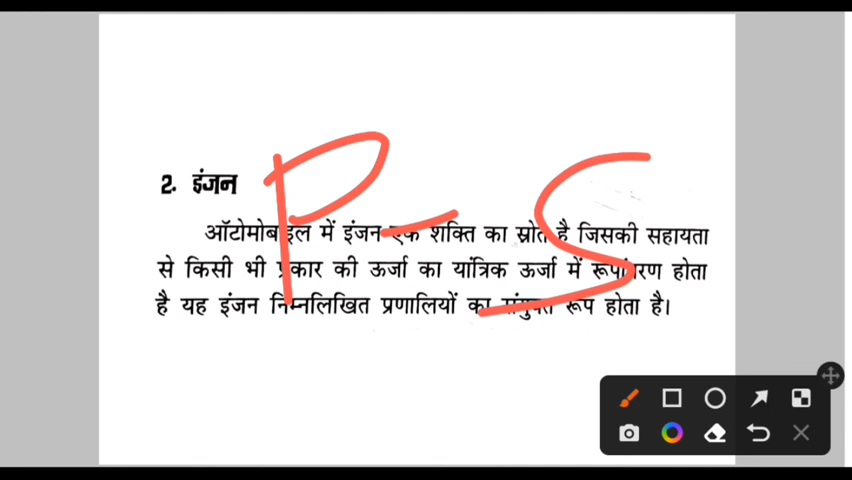 2. इंजन
P-S
ऑटोमोबाइल में इंजन एक शक्ति का स्रोत है जिसकी सहायता
से किसी भी प्रकार की ऊर्जा का यांत्रिक ऊर्जा में रूपांतरण होता
है यह इंजन निम्नलिखित प्रणालियों का संयुक्त रूप होता है।